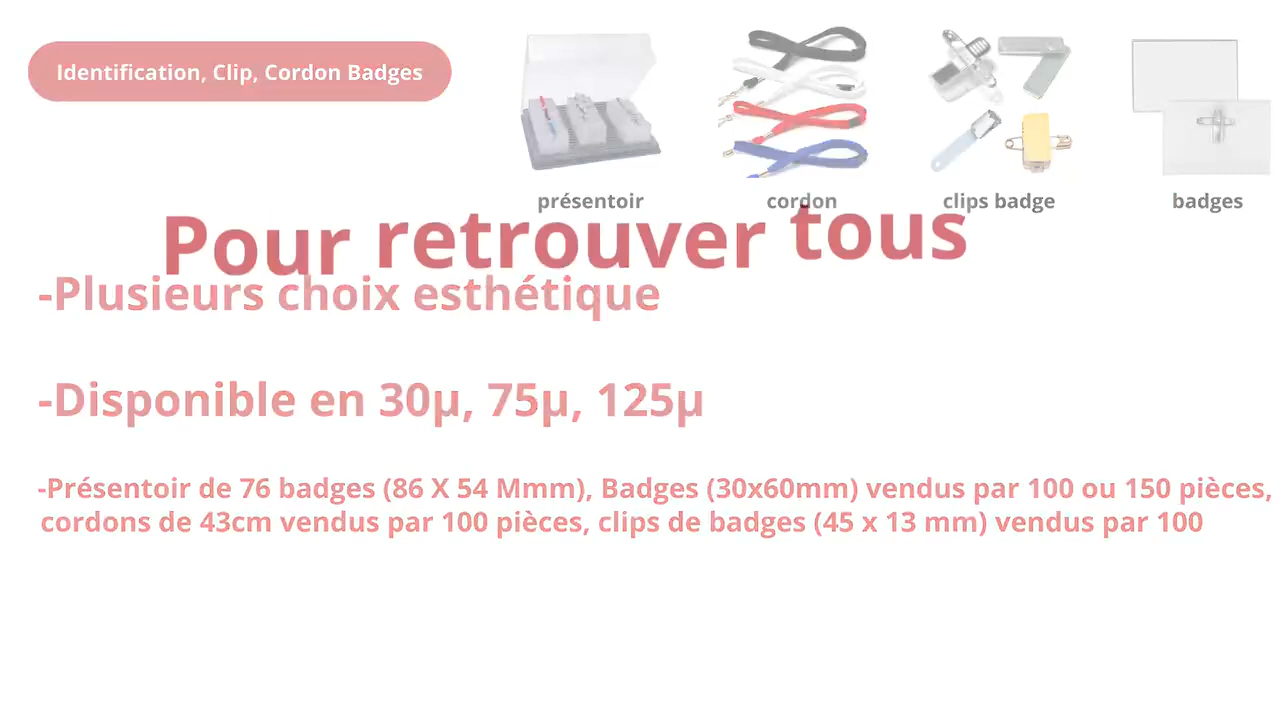 Identification, Clip, Cordon Badges
présentoir
cordon
clips badge
badges
Pour retrouver tous
-Plusieurs choix esthétique
-Disponible en 30µ, 75µ, 125µ
-Présentoir de 76 badges (86 X 54 Mmm), Badges (30x60mm) vendus par 100 ou 150 pièces,
cordons de 43cm vendus par 100 pièces, clips de badges (45 x 13 mm) vendus par 100